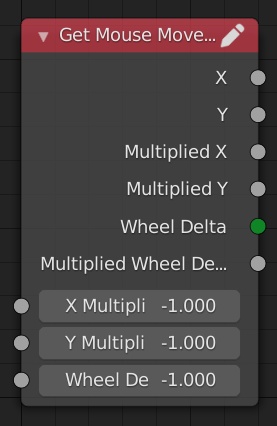 Get Mouse Move...
X
Y
Multiplied X
Multiplied Y
Wheel Delta
Multiplied Wheel De...
X Multipli -1.000
Y Multipli -1.000
Wheel De -1.000